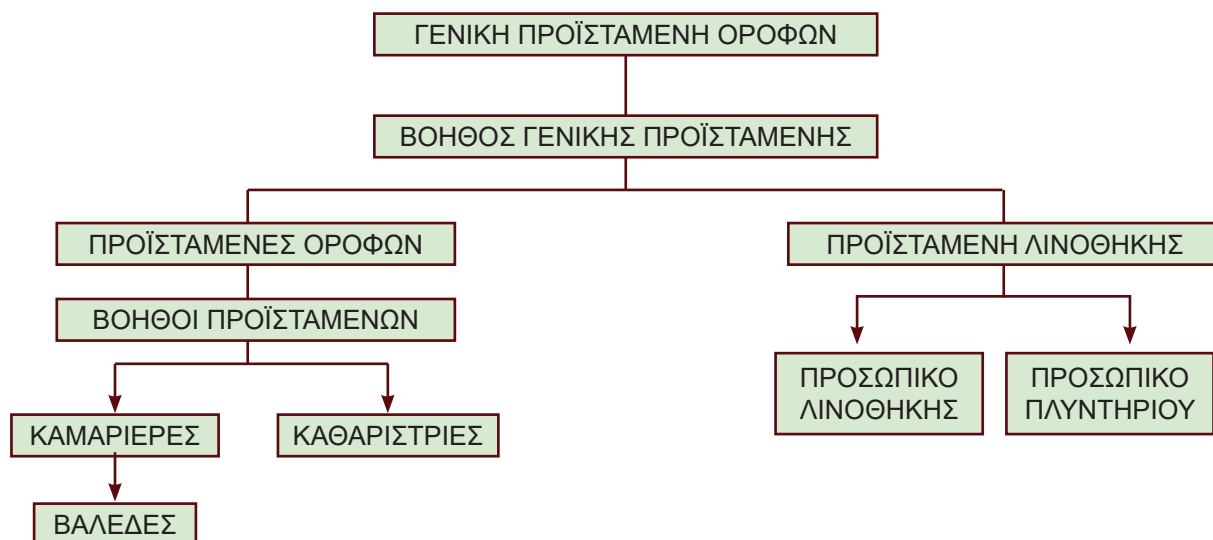 ΓΕΝΙΚΗ ΠΡΟΪΣΤΑΜΕΝΗ ΟΡΟΦΩΝ
ΒΟΗΘΟΣ ΓΕΝΙΚΗΣ ΠΡΟΪΣΤΑΜΕΝΗΣ
ΠΡΟΪΣΤΑΜΕΝΕΣ ΟΡΟΦΩΝ
ΠΡΟΪΣΤΑΜΕΝΗ ΛΙΝΟΘΗΚΗΣ
ΒΟΗΘΟΙ ΠΡΟΪΣΤΑΜΕΝΩΝ
ΠΡΟΣΩΠΙΚΟ
ΛΙΝΟΘΗΚΗΣ
ΠΡΟΣΩΠΙΚΟ
ΠΛΥΝΤΗΡΙΟΥ
ΚΑΜΑΡΙΕΡΕΣ
ΚΑΘΑΡΙΣΤΡΙΕΣ
ΒΑΛΕΔΕΣ